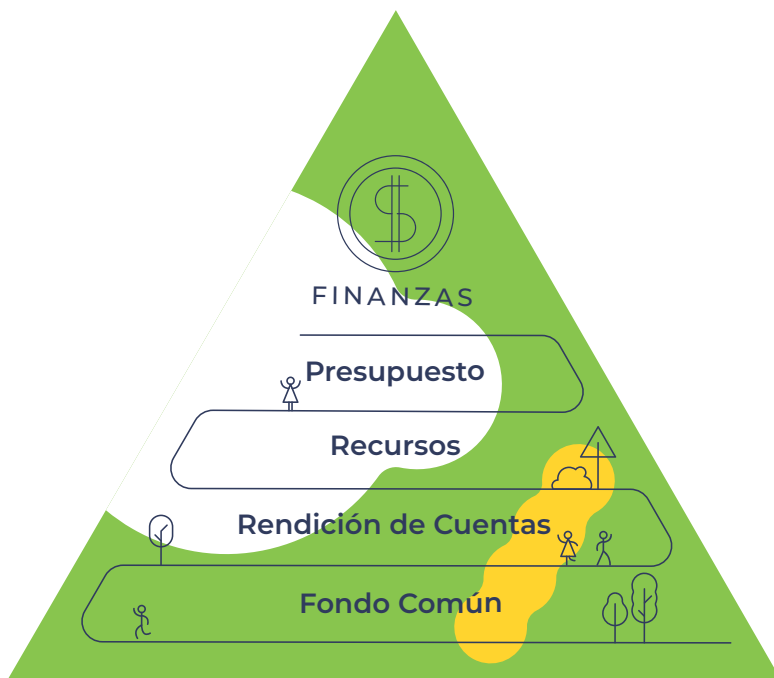 $
FINANZAS
Presupuesto
Recursos
Rendición de Cuentas
Fondo Común